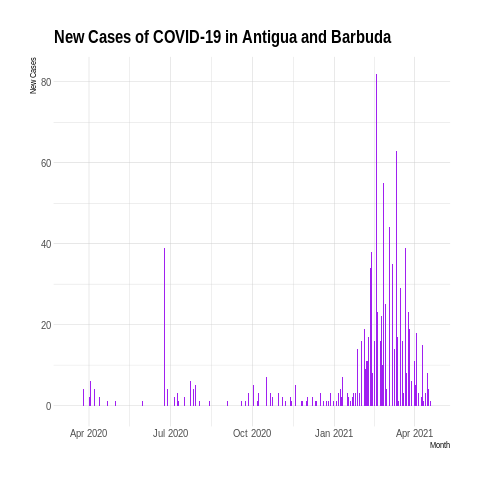 New Cases of COVID-19 in Antigua and Barbuda
New Cases
80
60
40
20
0
Apr 2020 Jul 2020 Oct 2020 Jan 2021 Apr 2021
Month